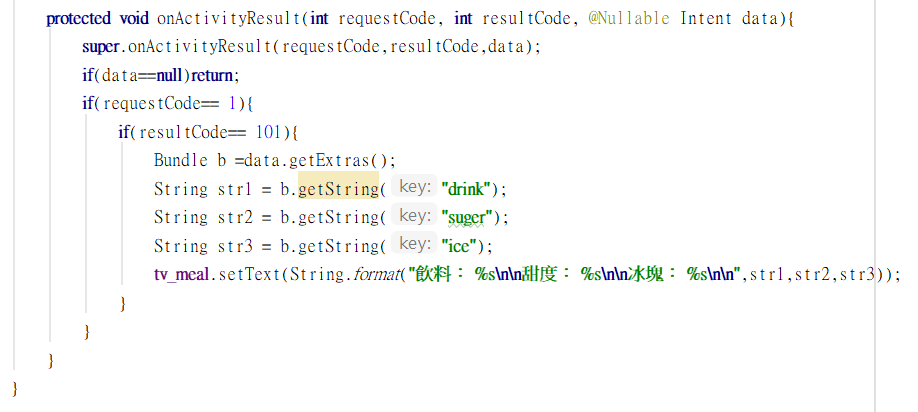 protected void onActivityResult(int requestCode, int resultCode, @Nullable Intent data){
super.onActivityResult(requestCode,resultCode,data);
if(data==null)return;
if(requestCode== 1){
if(resultCode== 101){
Bundle b =data.getExtras();
String str1 = b.getString( key: "drink");
String str2 = b.getString( key: "suger");
String str3 = b.getString( key: "ice");
tv_meal.setText(String.format("飲料： %s\n\n甜度： %s\n\n冰塊： %s\n\n",str1,str2,str3));
}
}
}
}